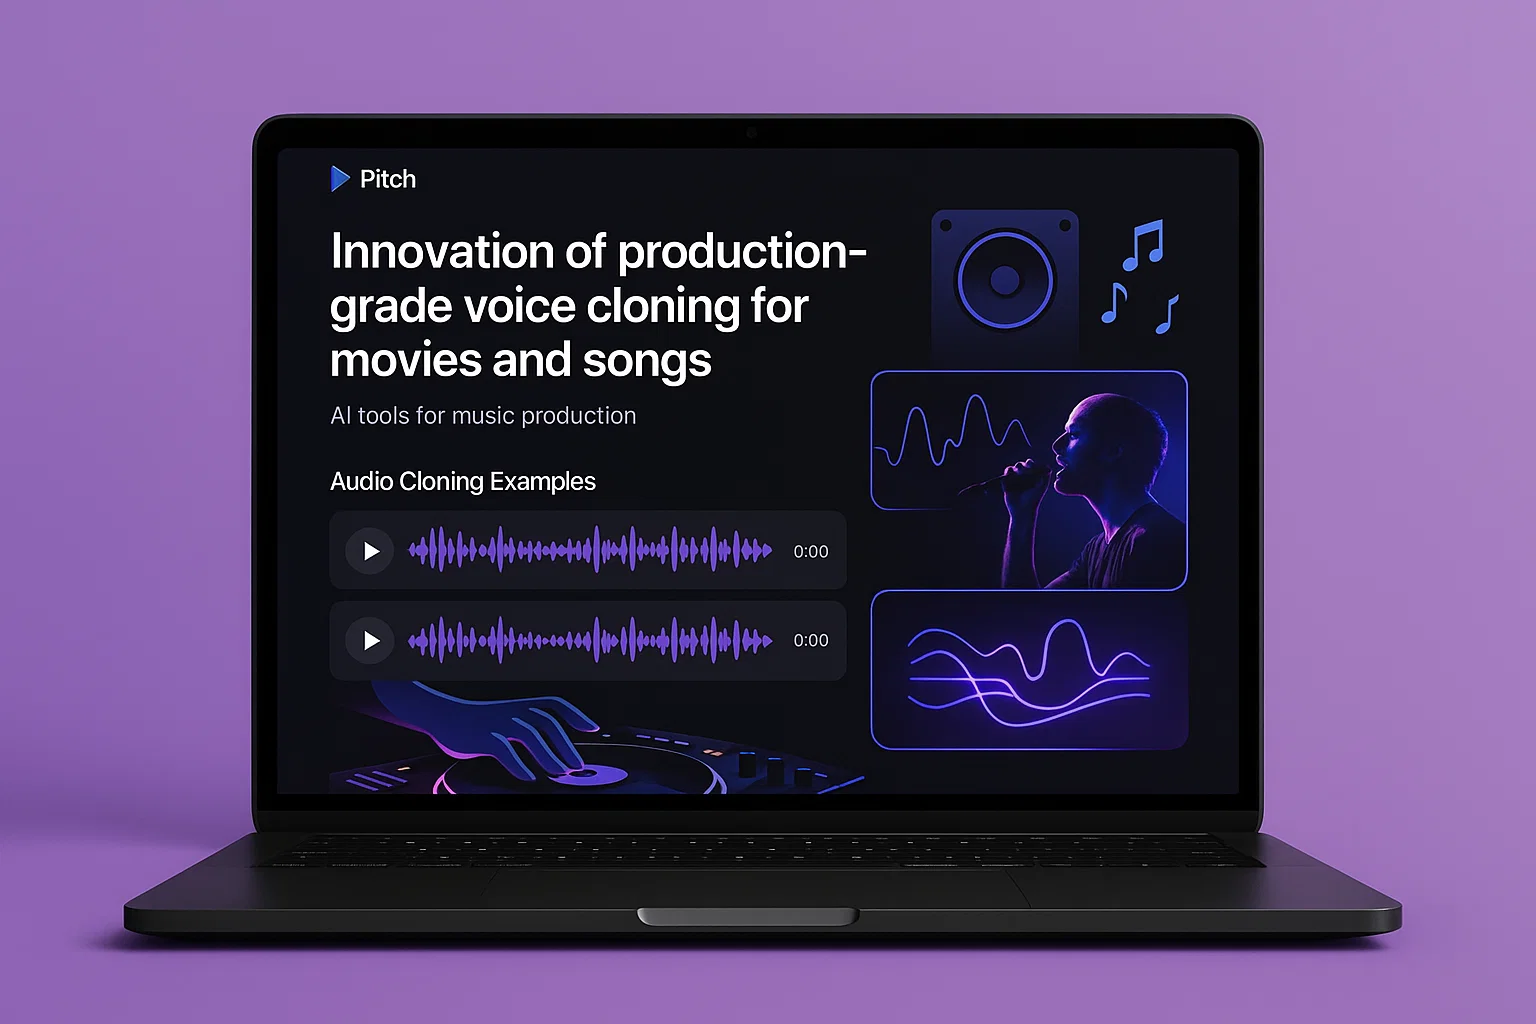 Pitch
Innovation of production-
grade voice cloning for
movies and songs
AI tools for music production
Audio Cloning Examples
0:00
0:00